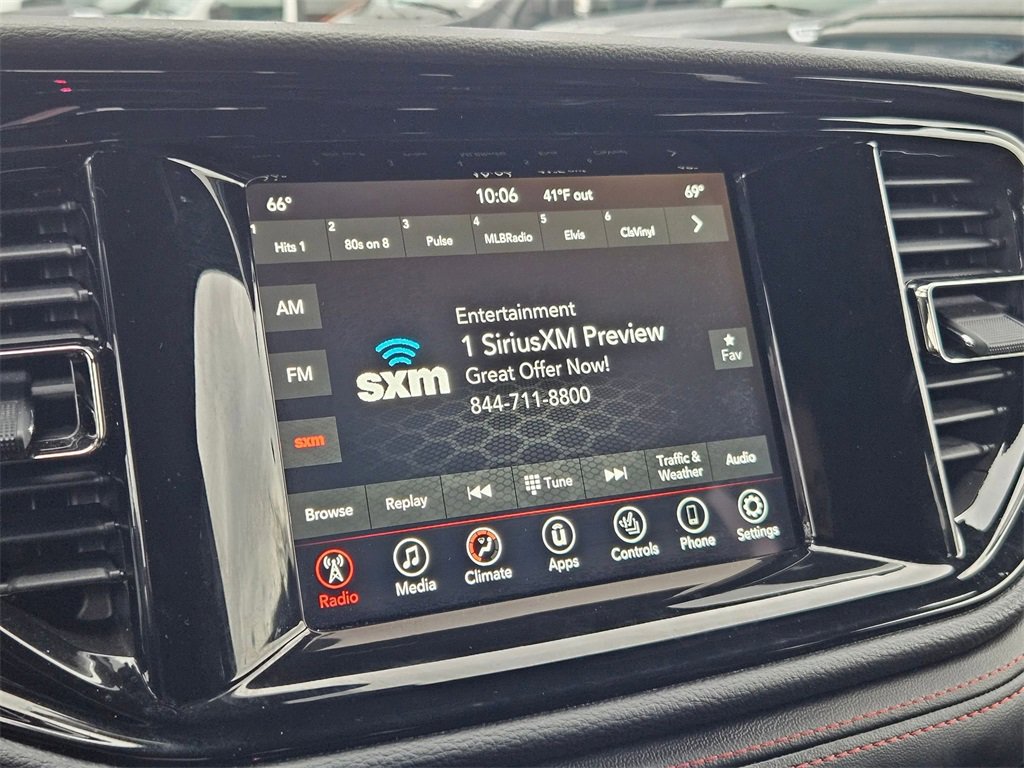 66° 10:06 41°F out 69°
1 Hits 1 2 80s on 8 3 Pulse 4 MLBRadio 5 Elvis 6 ClsVinyl
AM
FM
sxm
sxm
Entertainment
1 SiriusXM Preview
Great Offer Now!
844-711-8800
Fav
Browse Replay Tune Traffic & Weather Audio
Radio Media Climate Apps Controls Phone Settings